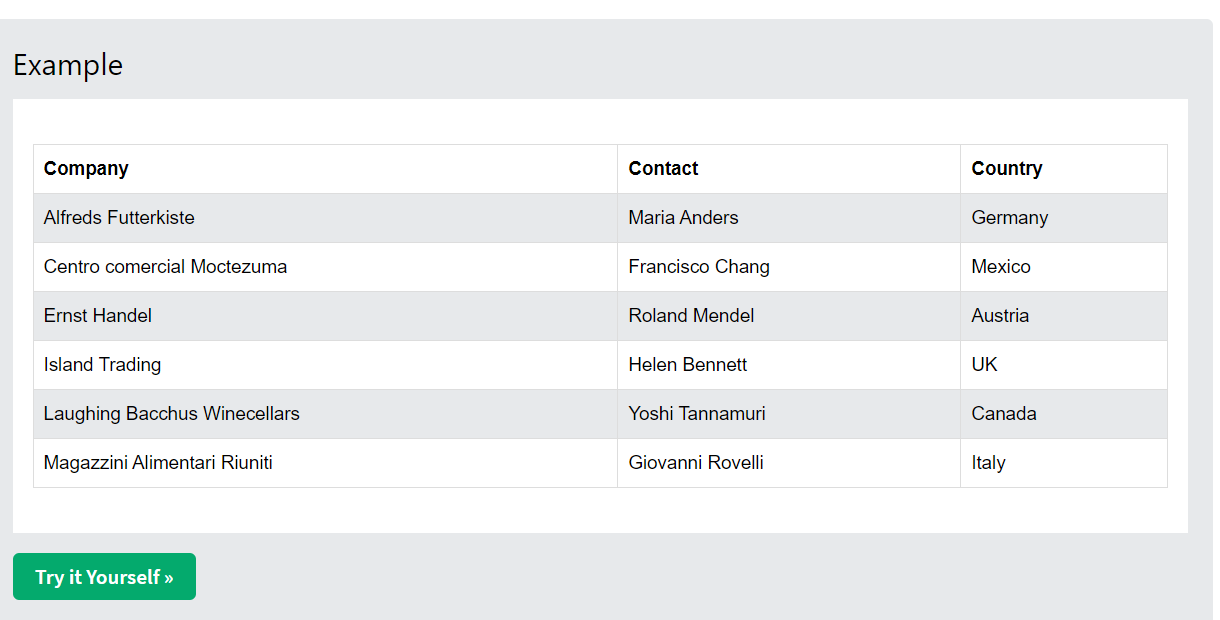 Example
Company Contact Country
Alfreds Futterkiste Maria Anders Germany
Centro comercial Moctezuma Francisco Chang Mexico
Ernst Handel Roland Mendel Austria
Island Trading Helen Bennett UK
Laughing Bacchus Winecellars Yoshi Tannamuri Canada
Magazzini Alimentari Riuniti Giovanni Rovelli Italy
Try it Yourself »